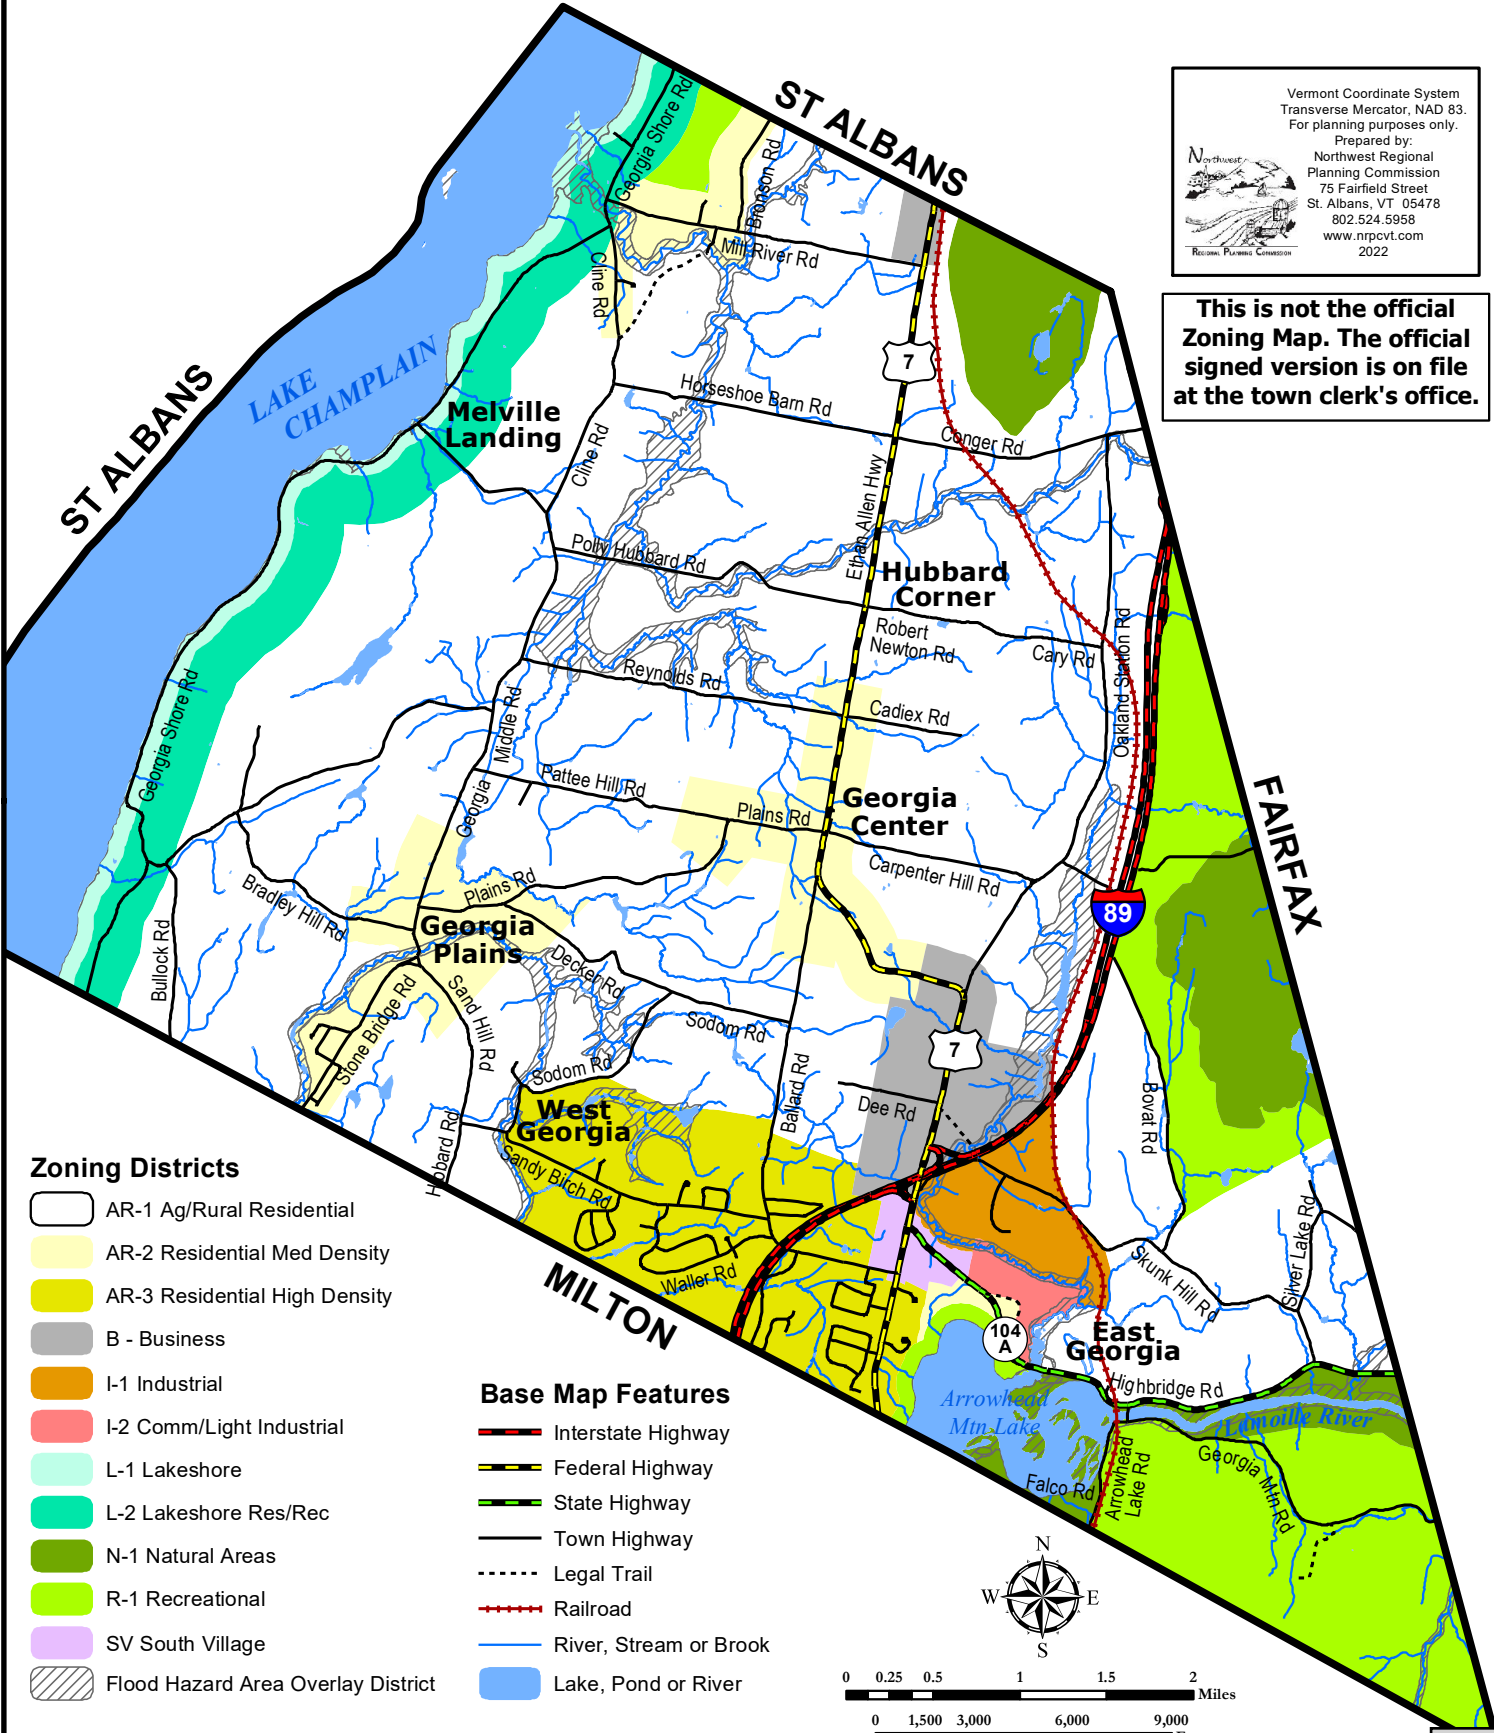 ST ALBANS
Vermont Coordinate System
Transverse Mercator, NAD 83.
For planning purposes only.
Prepared by:
Northwest Regional
Planning Commission
75 Fairfield Street
St. Albans, VT 05478
802.524.5958
www.nrpcvt.com
2022
Northwest
REGIONAL PLANNING COMMISSION
This is not the official
Zoning Map. The official
signed version is on file
at the town clerk's office.
Georgia Shore Rd
Bronson Rd
Mill River Rd
Cline Rd
7
ST ALBANS
LAKE
CHAMPLAIN
Melville
Landing
Horseshoe Barn Rd
Conger Rd
Cline Rd
Ethan Allen Hwy
Polly Hubbard Rd
Hubbard
Corner
Robert
Newton Rd
Cary Rd
Oakland Station Rd
Reynolds Rd
Cadiex Rd
Georgia Shore Rd
Middle Rd
Georgia
Pattee Hill Rd
Plains Rd
Georgia
Center
Carpenter Hill Rd
FAIRFAX
89
Bradley Hill Rd
Plains Rd
Georgia
Plains
Bullock Rd
Decker Rd
Sand Hill Rd
Stone Bridge Rd
Sodom Rd
Sodom Rd
7
Ballard Rd
Dee Rd
Bovat Rd
West
Georgia
Hobard Rd
Sandy Birch Rd
Waller Rd
MILTON
Skunk Hill Rd
Silver Lake Rd
104
A
East
Georgia
Highbridge Rd
Arrowhead
Mtn Lake
Lamoille River
Georgia Mtn Rd
Arrowhead
Lake Rd
Falco Rd
Zoning Districts
AR-1 Ag/Rural Residential
AR-2 Residential Med Density
AR-3 Residential High Density
B - Business
I-1 Industrial
I-2 Comm/Light Industrial
L-1 Lakeshore
L-2 Lakeshore Res/Rec
N-1 Natural Areas
R-1 Recreational
SV South Village
Flood Hazard Area Overlay District
Base Map Features
Interstate Highway
Federal Highway
State Highway
Town Highway
Legal Trail
Railroad
River, Stream or Brook
Lake, Pond or River
N
W
E
S
0 0.25 0.5 1 1.5 2
Miles
0 1,500 3,000 6,000 9,000